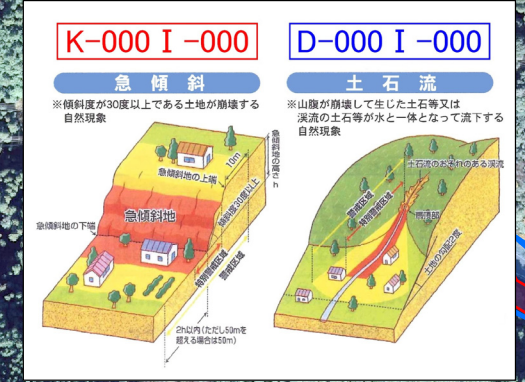 K-000Ⅰ-000
急傾斜
※傾斜度が30度以上である土地が崩壊する
自然現象
急傾斜地の高さh
10m
急傾斜地の上端
急傾斜地
傾斜度30度以上
急傾斜地の下端
特別警戒区域
警戒区域
2h以内(ただし50mを
超える場合は50m)
D-000Ⅰ-000
土石流
※山腹が崩壊して生じた土石等又は
渓流の土石等が水と一体となって流下する
自然現象
土石流のおそれのある渓流
警戒区域
特別警戒区域
扇頂部
土地の勾配2度